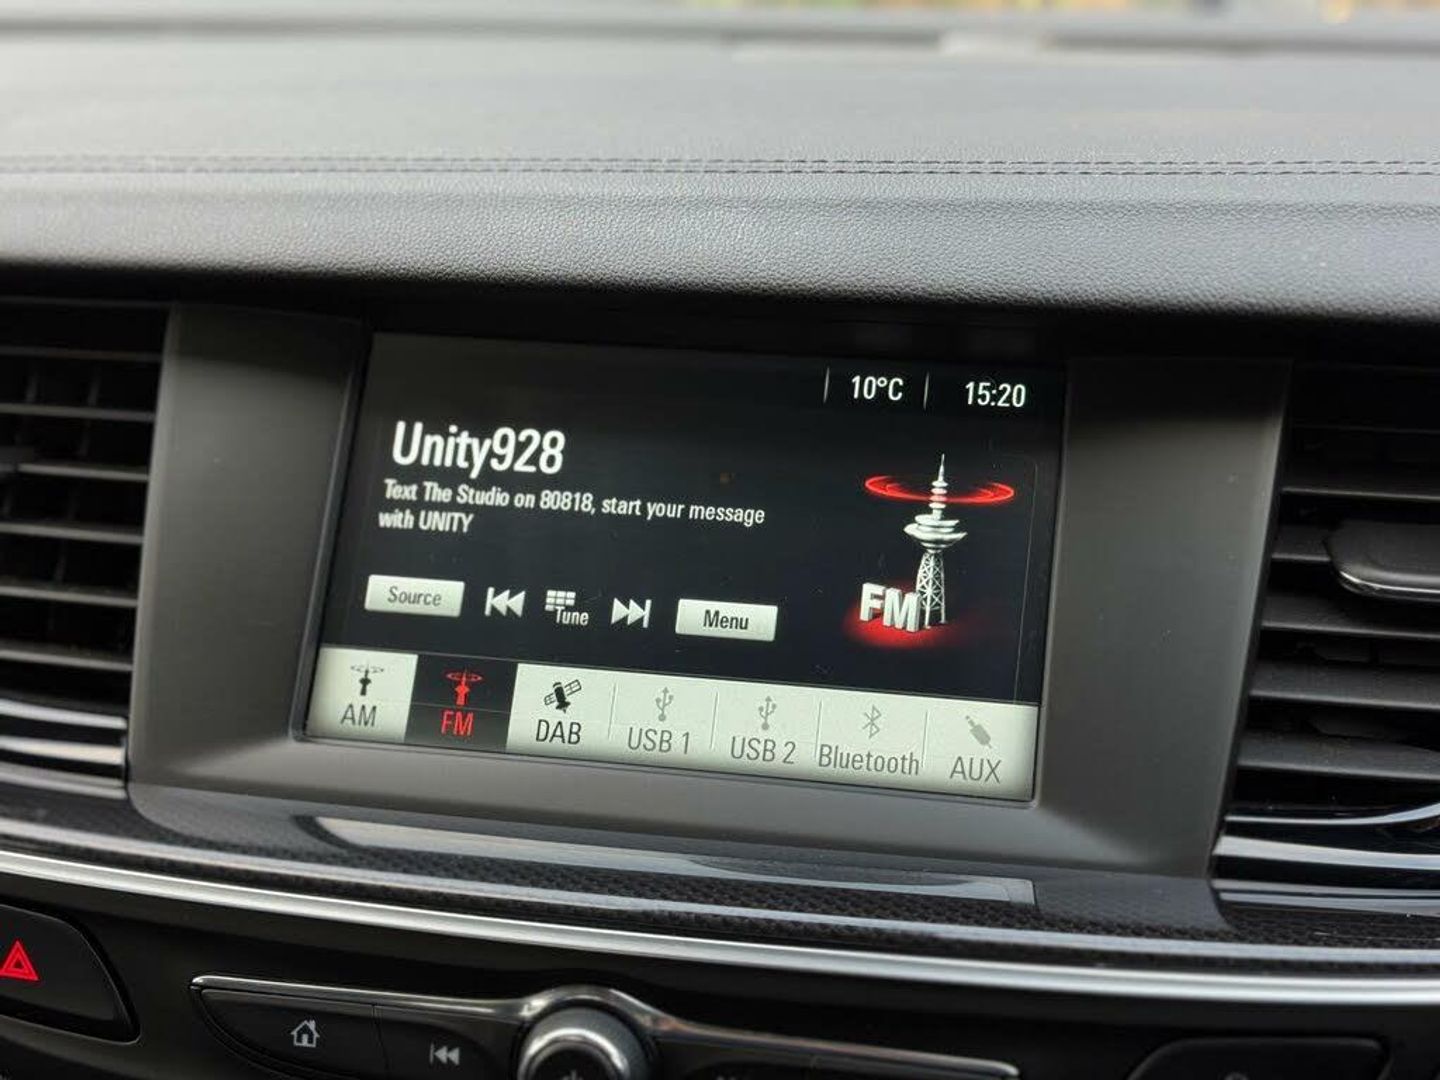 10°C 15:20
Unity928
Text The Studio on 80818, start your message
with UNITY
FM
Source Tune Menu
AM FM DAB USB 1 USB 2 Bluetooth AUX